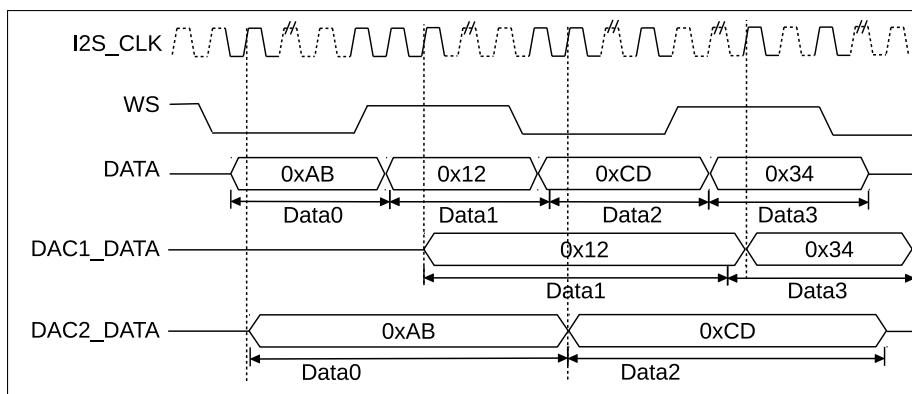 I2S_CLK
WS
DATA 0xAB 0x12 0xCD 0x34
Data0 Data1 Data2 Data3
DAC1_DATA 0x12 0x34
Data1 Data3
DAC2_DATA 0xAB 0xCD
Data0 Data2